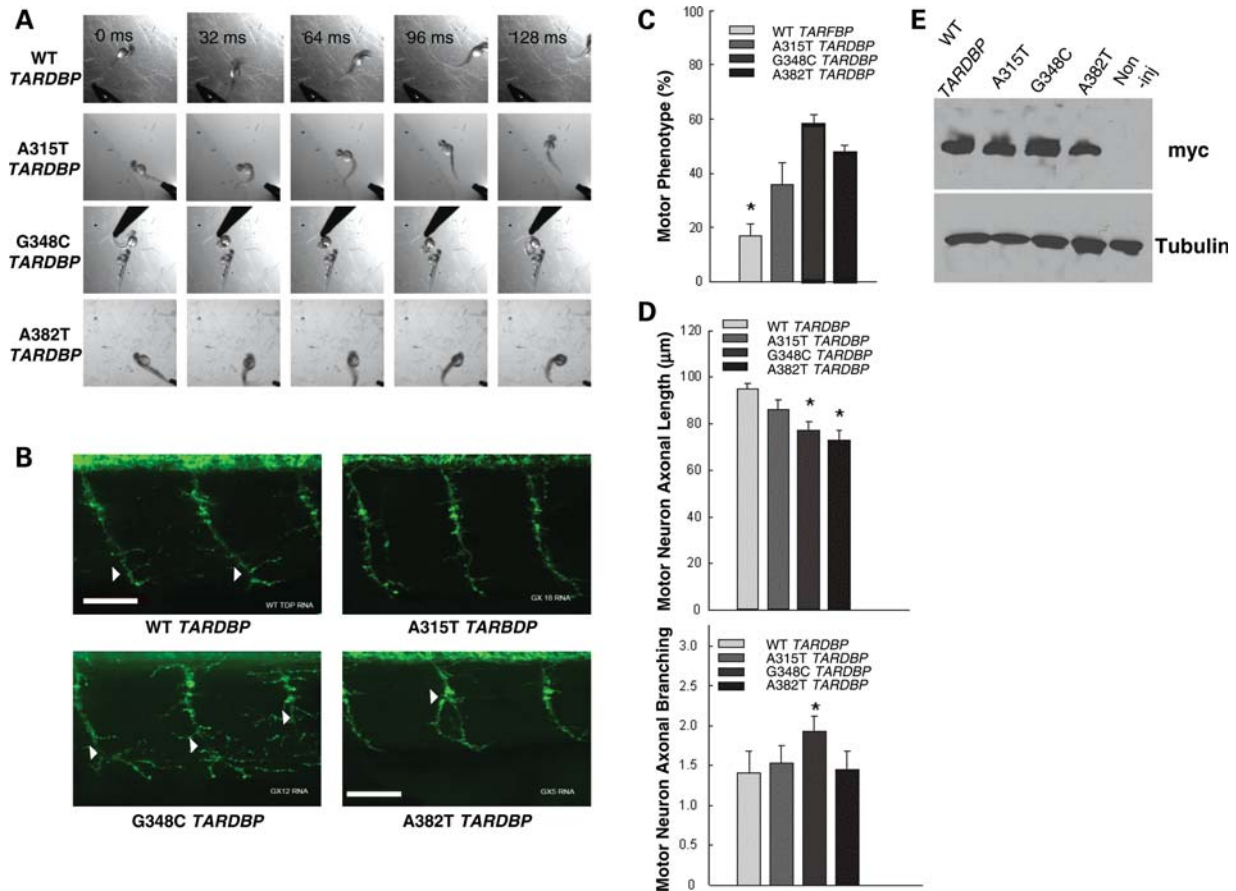 A
0 ms
32 ms
64 ms
96 ms
128 ms
WT
TARDBP
A315T
TARDBP
G348C
TARDBP
A382T
TARDBP
B
WT TDP RNA
GX 18 RNA
WT TARDBP
A315T TARBDP
GX12 RNA
GX5 RNA
G348C TARDBP
A382T TARDBP
C
WT TARFBP
A315T TARDBP
G348C TARDBP
A382T TARDBP
Motor Phenotype (%)
100
80
60
40
20
0
*
D
WT TARDBP
A315T TARDBP
G348C TARDBP
A382T TARDBP
Motor Neuron Axonal Length (μm)
120
100
80
60
40
20
0
*
*
WT TARDBP
A315T TARDBP
G348C TARDBP
A382T TARDBP
Motor Neuron Axonal Branching
3.0
2.5
2.0
1.5
1.0
0.5
0
*
E
WT
TARDBP
A315T
G348C
A382T
Non
-inj
myc
Tubulin